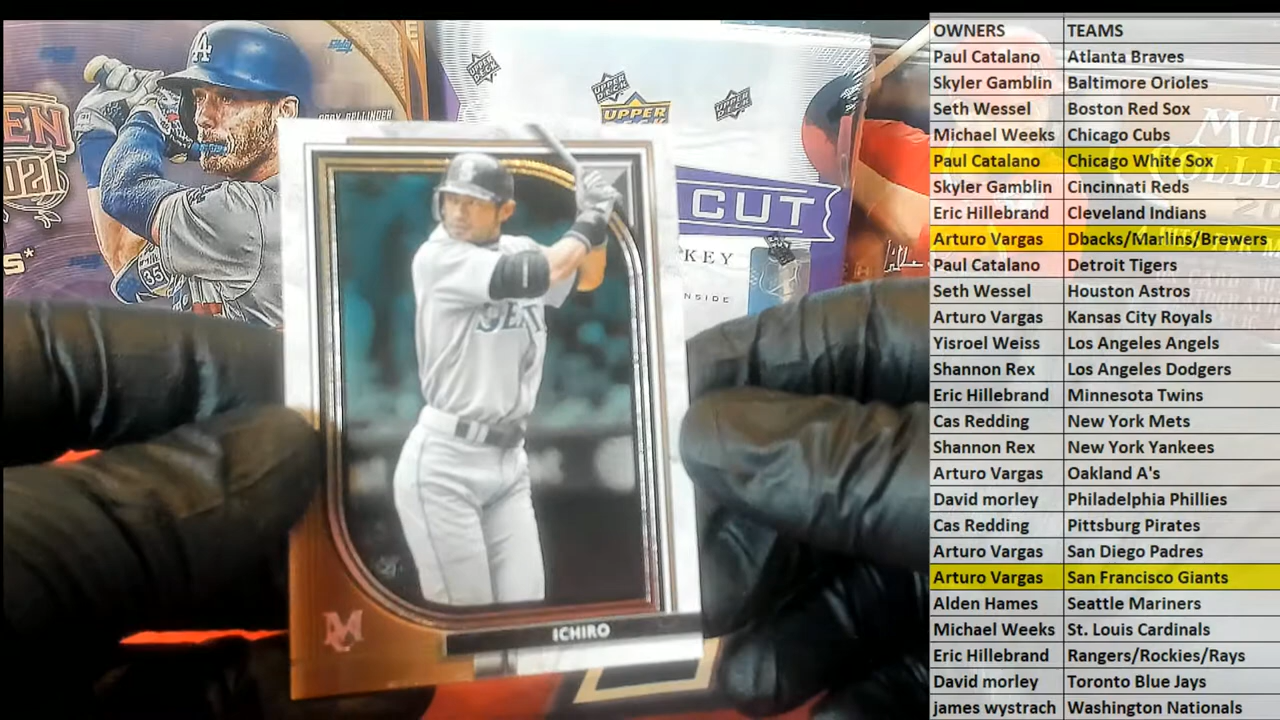 OWNERS TEAMS
Paul Catalano Atlanta Braves
Skyler Gamblin Baltimore Orioles
Seth Wessel Boston Red Sox
Michael Weeks Chicago Cubs
Paul Catalano Chicago White Sox
Skyler Gamblin Cincinnati Reds
Eric Hillebrand Cleveland Indians
Arturo Vargas Dbacks/Marlins/Brewers
Paul Catalano Detroit Tigers
Seth Wessel Houston Astros
Arturo Vargas Kansas City Royals
Yisroel Weiss Los Angeles Angels
Shannon Rex Los Angeles Dodgers
Eric Hillebrand Minnesota Twins
Cas Redding New York Mets
Shannon Rex New York Yankees
Arturo Vargas Oakland A's
David morley Philadelphia Phillies
Cas Redding Pittsburg Pirates
Arturo Vargas San Diego Padres
Arturo Vargas San Francisco Giants
Alden Hames Seattle Mariners
Michael Weeks St. Louis Cardinals
Eric Hillebrand Rangers/Rockies/Rays
David morley Toronto Blue Jays
james wystrach Washington Nationals
LA
EN
2021
S*
35
UPPER
CUT
KEY
NSIDE
SEAT
M
ICHIRO